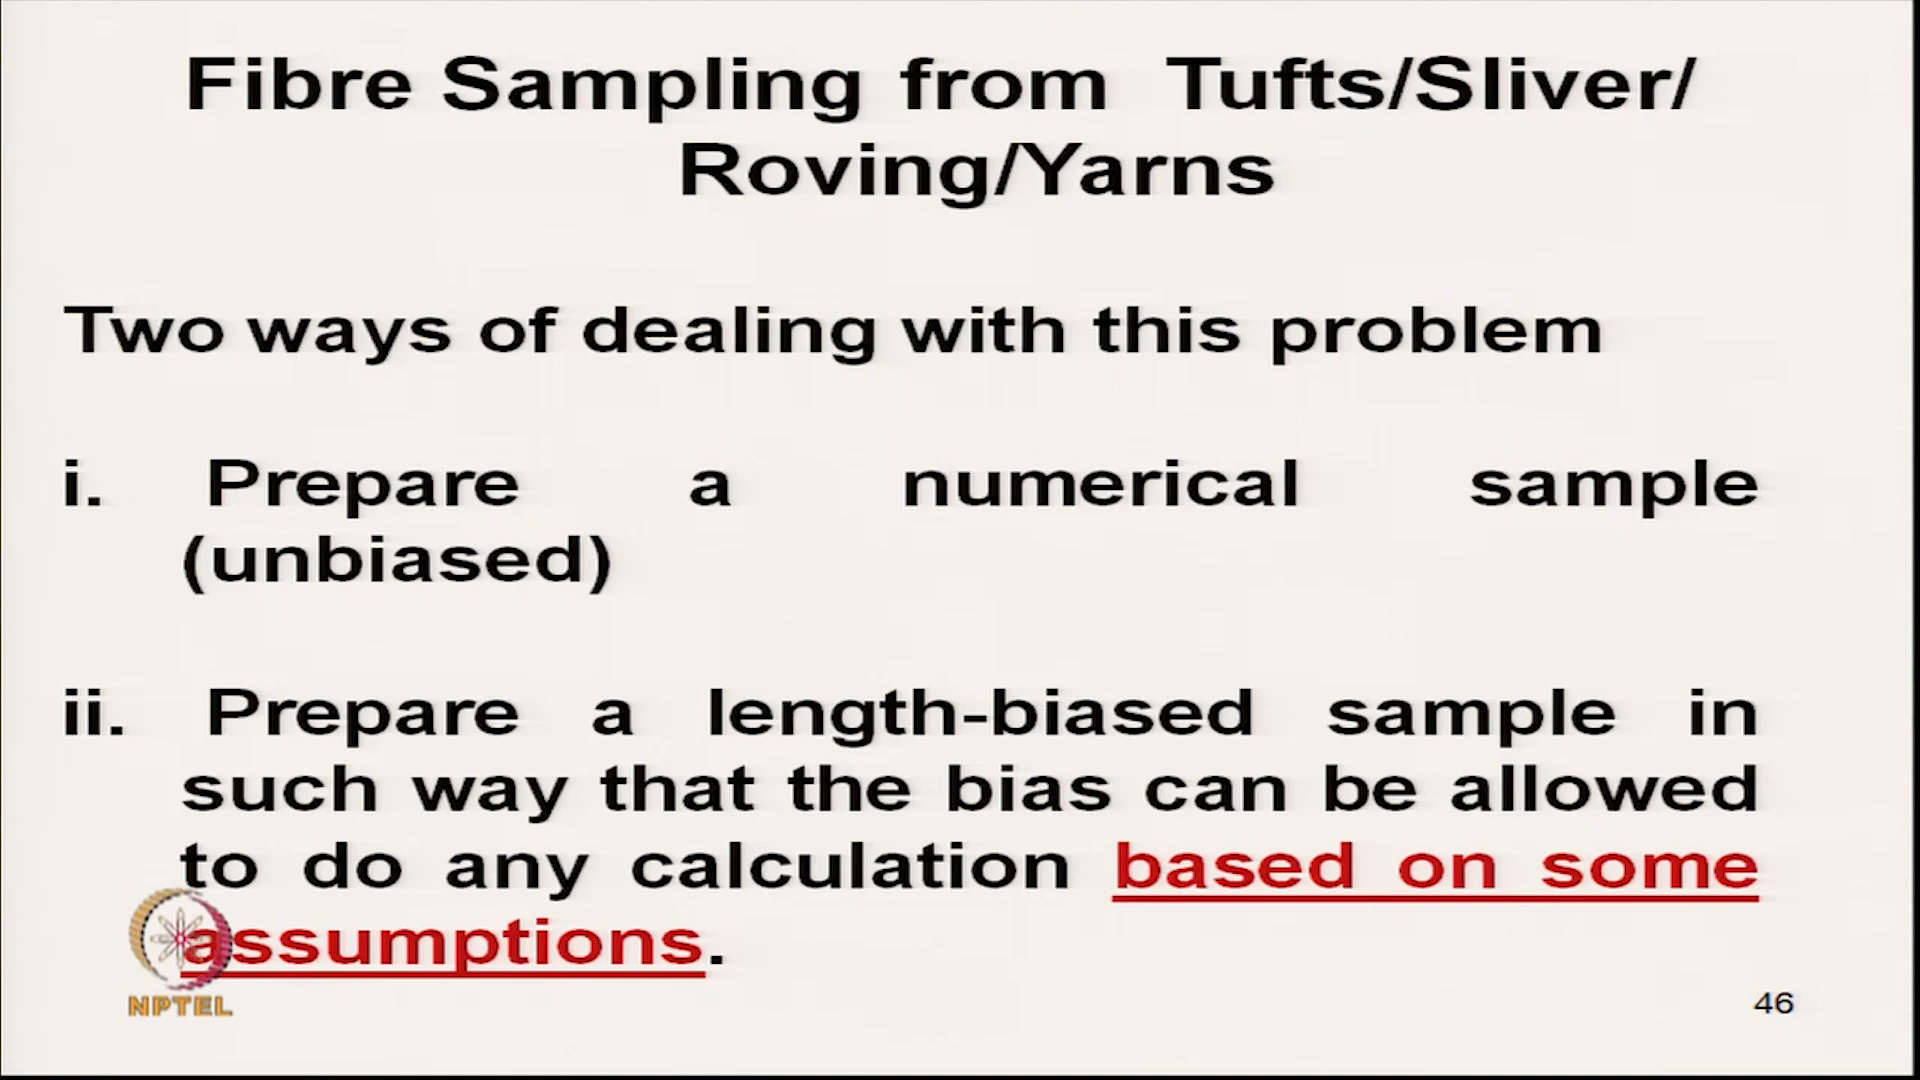 Fibre Sampling from Tufts/Sliver/
Roving/Yarns
Two ways of dealing with this problem
i. Prepare a numerical sample
(unbiased)
ii. Prepare a length-biased sample in
such way that the bias can be allowed
to do any calculation based on some
assumptions.
NPTEL
46